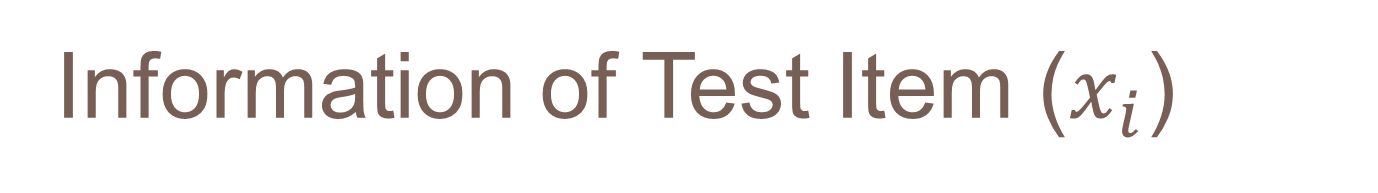 Information of Test Item (𝑥ᵢ)